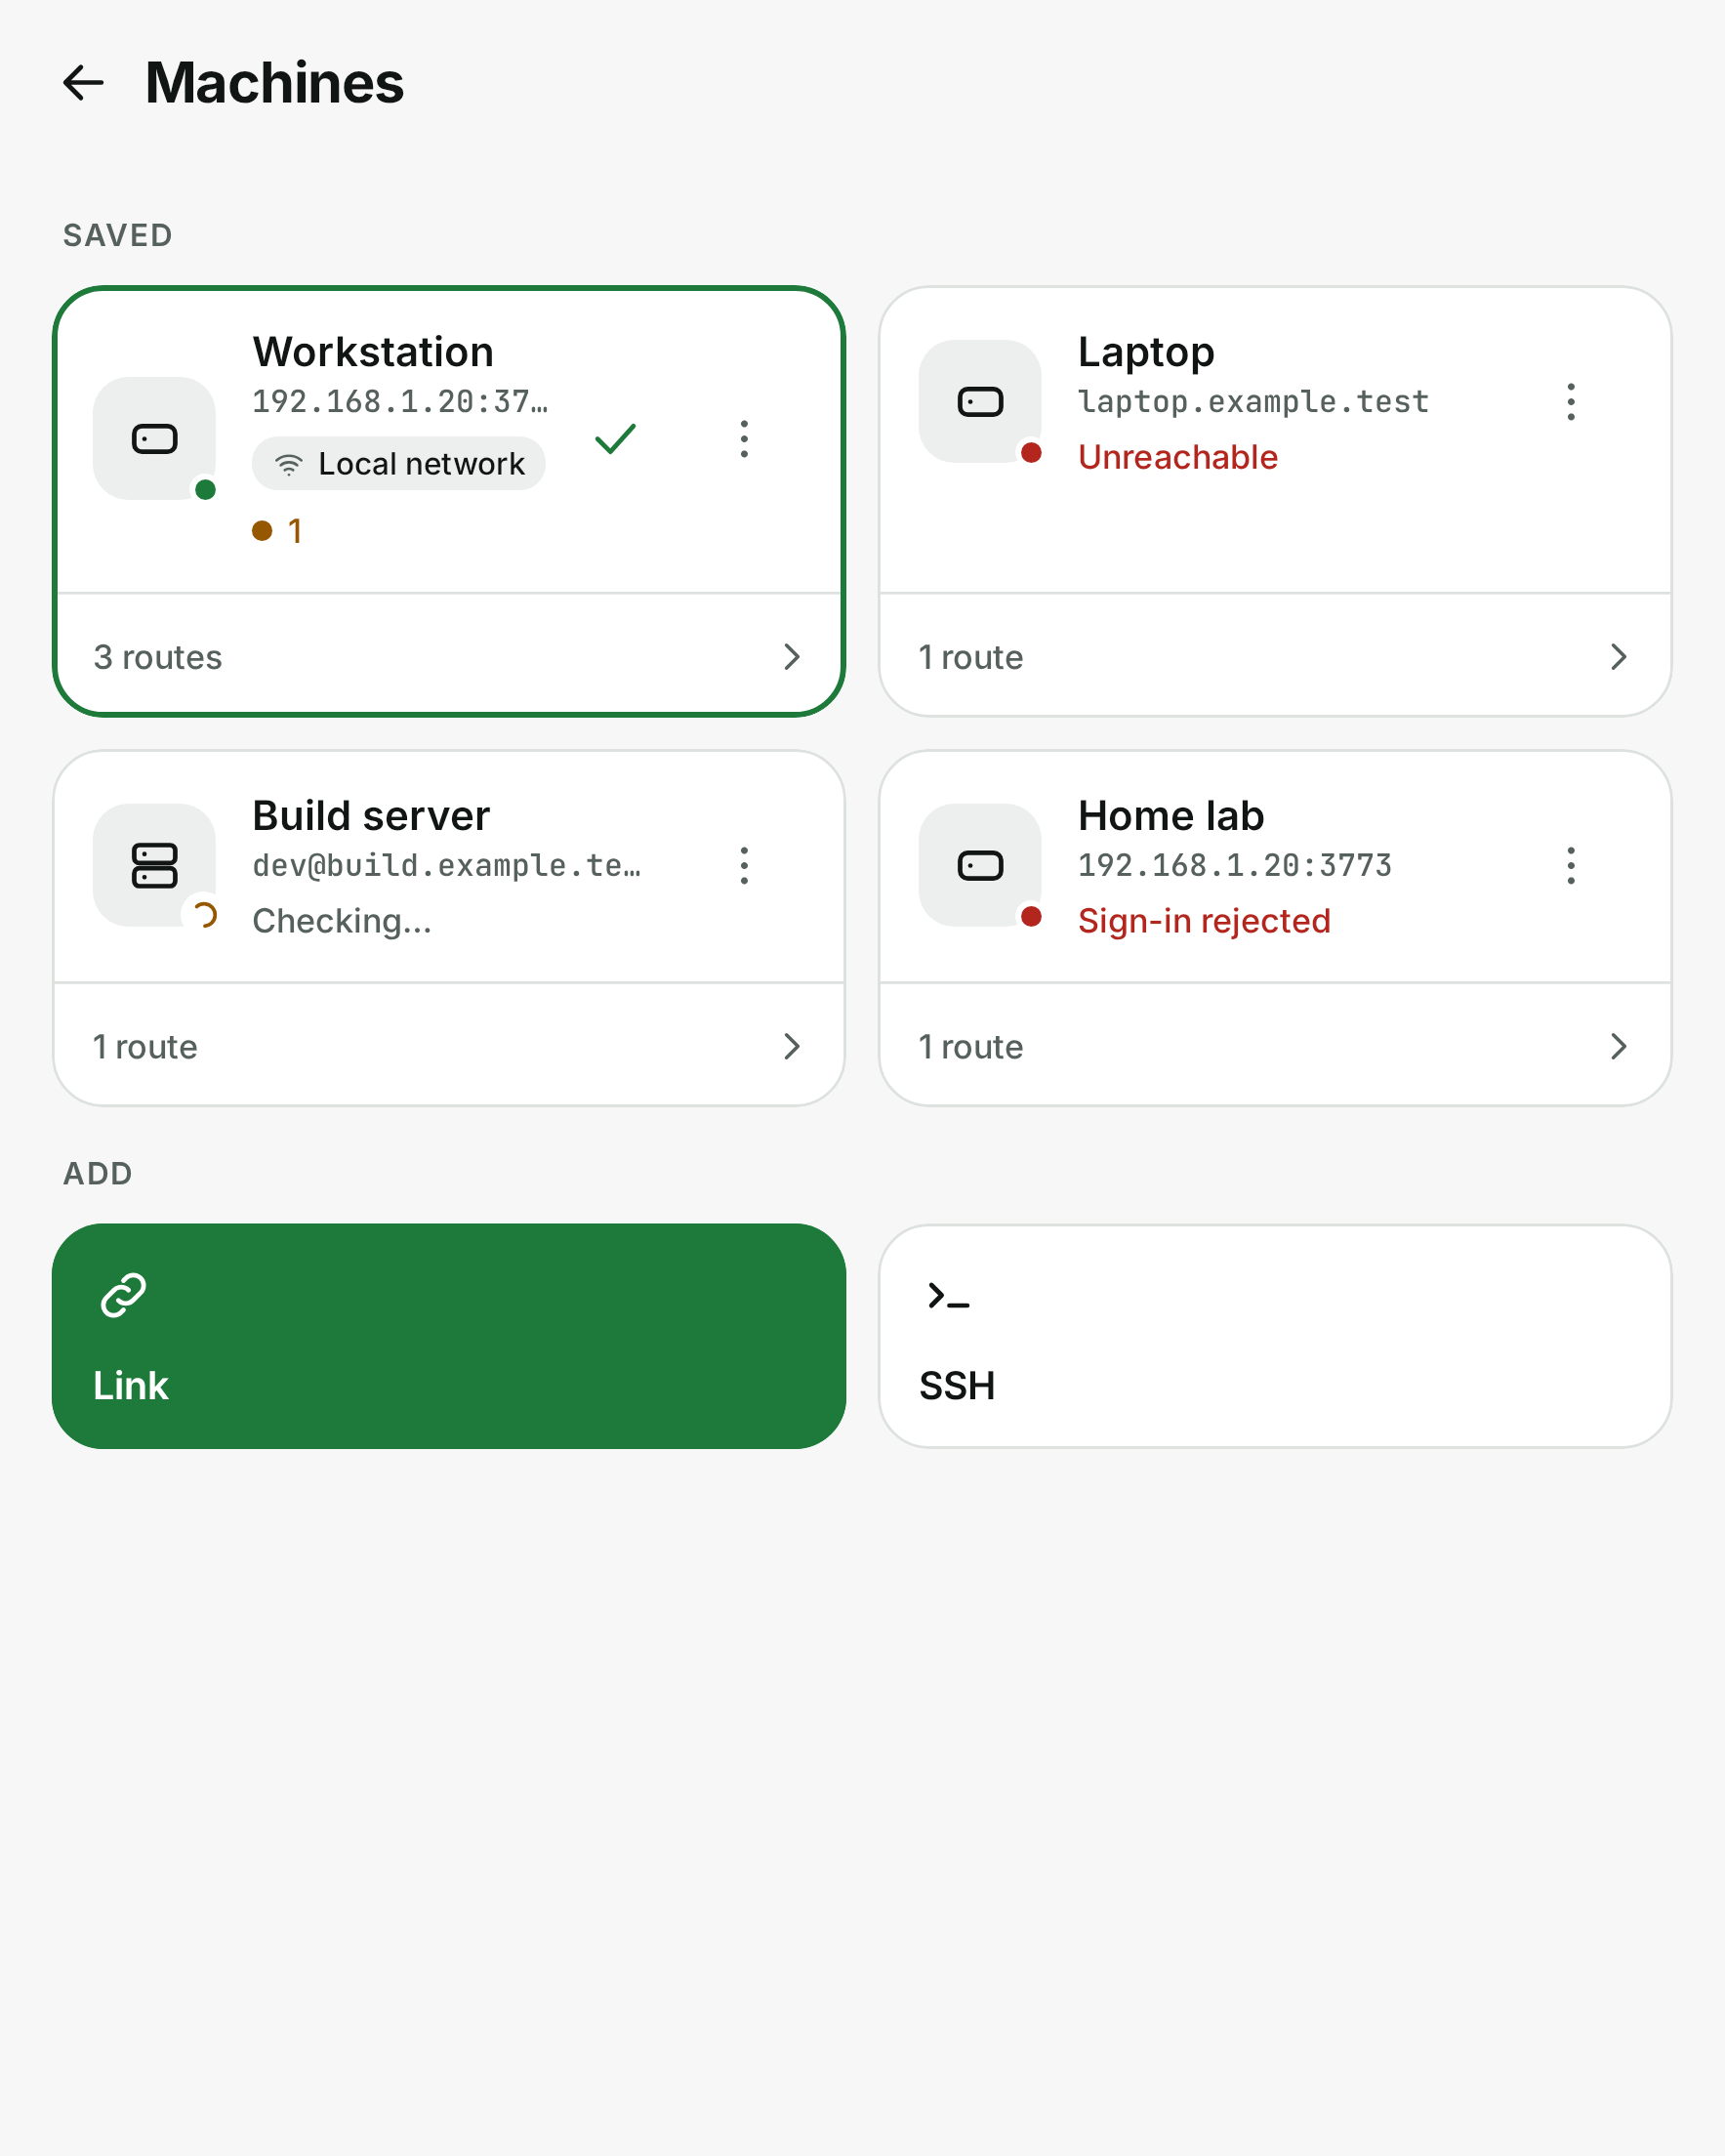 Machines
SAVED
Workstation
192.168.1.20:37…
Local network
1
3 routes
Laptop
laptop.example.test
Unreachable
1 route
Build server
dev@build.example.te…
Checking...
1 route
Home lab
192.168.1.20:3773
Sign-in rejected
1 route
ADD
Link
SSH